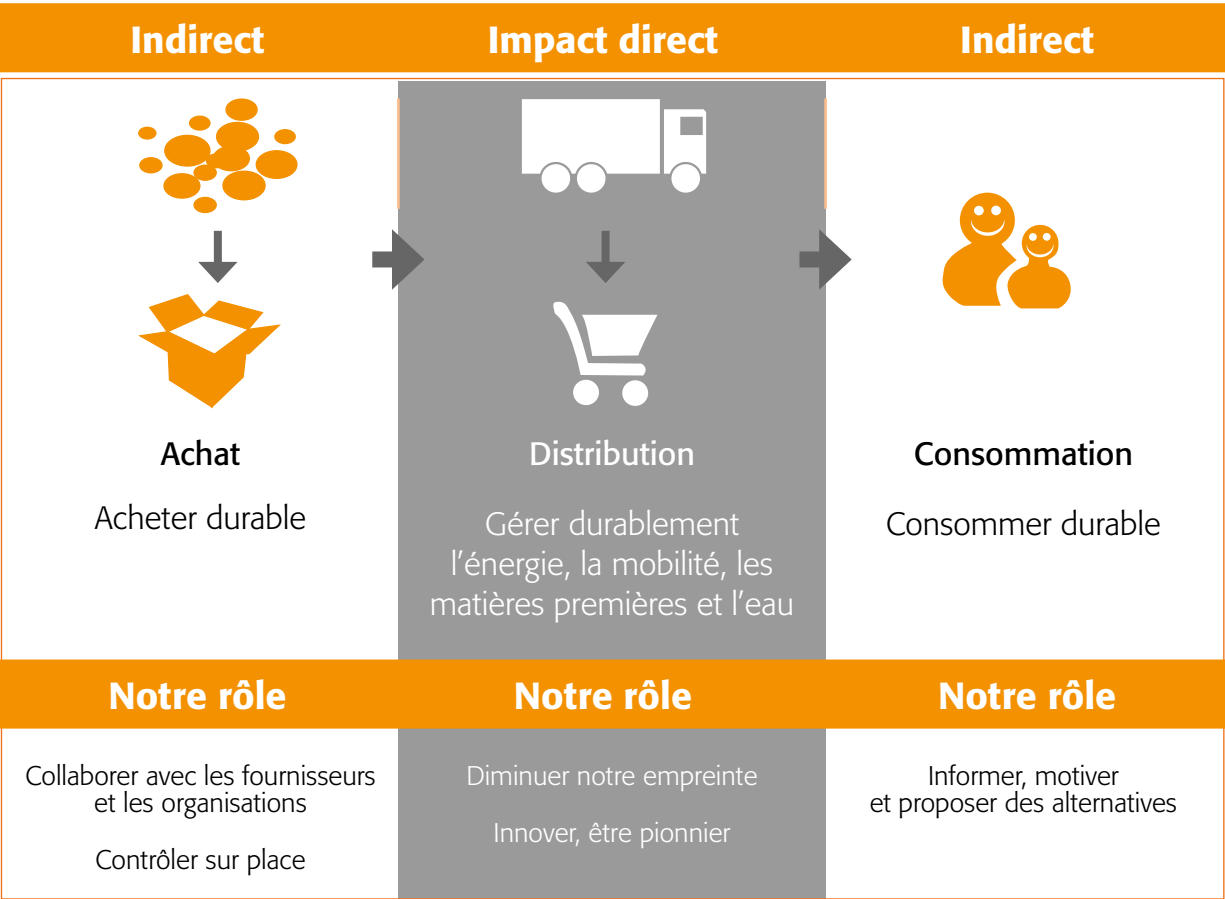 Indirect
Impact direct
Indirect
Achat
Acheter durable
Distribution
Gérer durablement
l'énergie, la mobilité, les
matières premières et l'eau
Consommation
Consommer durable
Notre rôle
Notre rôle
Notre rôle
Collaborer avec les fournisseurs
et les organisations
Contrôler sur place
Diminuer notre empreinte
Innover, être pionnier
Informer, motiver
et proposer des alternatives